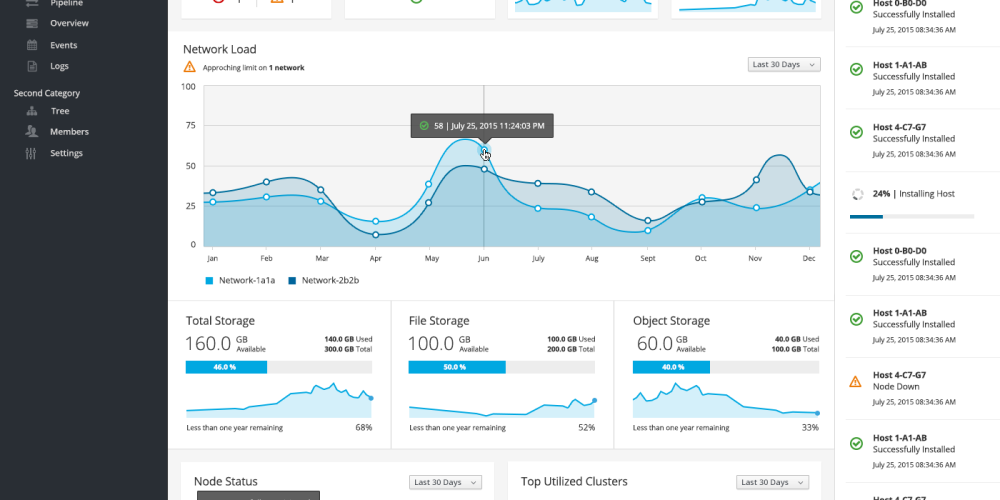 Pipeline
Overview
Events
Logs
Second Category
Tree
Members
Settings
Network Load
Approching limit on 1 network
Last 30 Days
100
75
50
25
0
58 | July 25, 2015 11:24:03 PM
Jan Feb Mar Apr May Jun July Aug Sept Oct Nov Dec
Network-1a1a Network-2b2b
Total Storage
160.0 GB Available
140.0 GB Used
300.0 GB Total
46.0 %
Less than one year remaining 68%
File Storage
100.0 GB Available
100.0 GB Used
200.0 GB Total
50.0 %
Less than one year remaining 52%
Object Storage
60.0 GB Available
40.0 GB Used
100.0 GB Total
40.0 %
Less than one year remaining 33%
Node Status
Last 30 Days
Top Utilized Clusters
Last 30 Days
Host 0-B0-D0
Successfully Installed
July 25, 2015 08:34:36 AM
Host 1-A1-AB
Successfully Installed
July 25, 2015 08:34:36 AM
Host 4-C7-G7
Successfully Installed
July 25, 2015 08:34:36 AM
24% | Installing Host
Host 0-B0-D0
Successfully Installed
July 25, 2015 08:34:36 AM
Host 1-A1-AB
Successfully Installed
July 25, 2015 08:34:36 AM
Host 4-C7-G7
Node Down
July 25, 2015 08:34:36 AM
Host 1-A1-AB
Successfully Installed
July 25, 2015 08:34:36 AM
Host 4-C7-G7